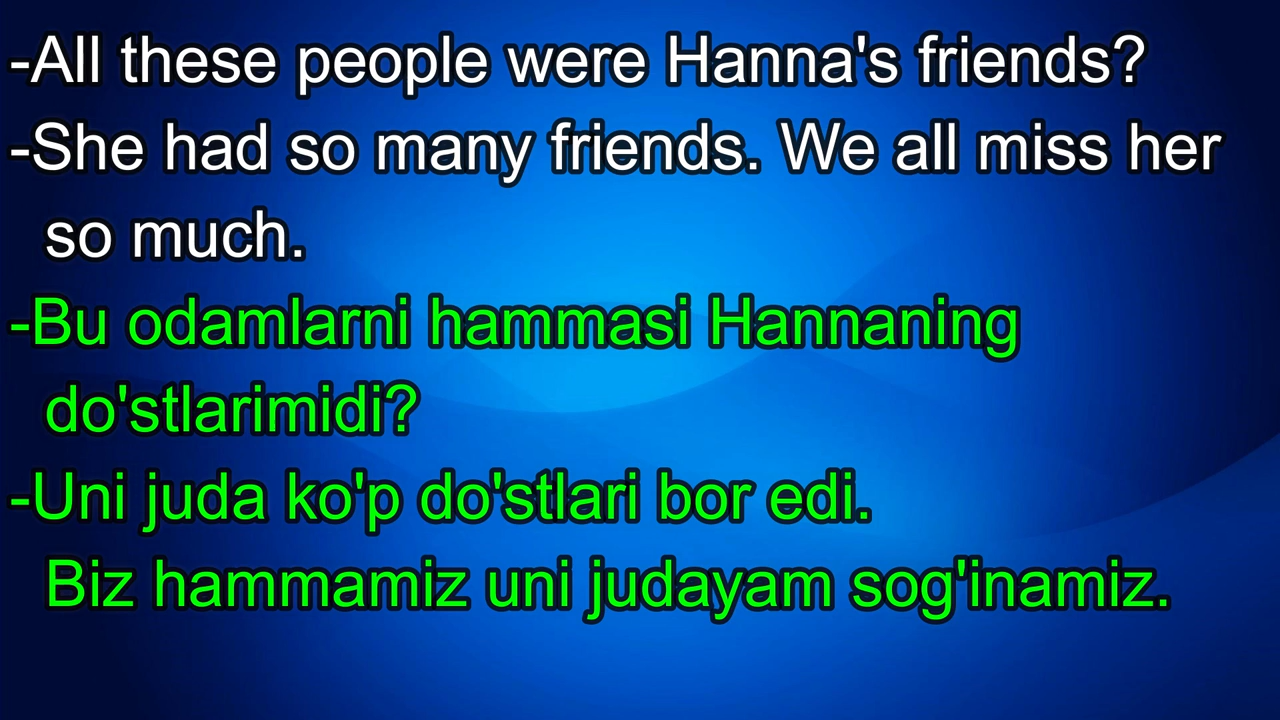 -All these people were Hanna's friends?
-She had so many friends. We all miss her
so much.
-Bu odamlarni hammasi Hannaning
do'stlarimidi?
-Uni juda ko'p do'stlari bor edi.
Biz hammamiz uni judayam sog'inamiz.